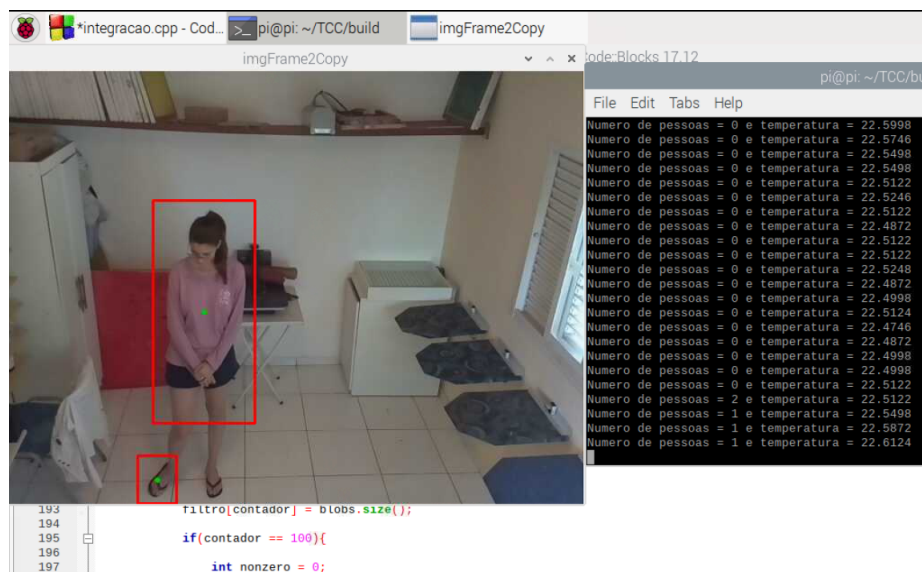 *integracao.cpp - Cod...
pi@pi: ~/TCC/build
imgFrame2Copy
imgFrame2Copy
Code::Blocks 17.12
pi@pi: ~/TCC/bu
File Edit Tabs Help
Numero de pessoas = 0 e temperatura = 22.5998
Numero de pessoas = 0 e temperatura = 22.5746
Numero de pessoas = 0 e temperatura = 22.5498
Numero de pessoas = 0 e temperatura = 22.5498
Numero de pessoas = 0 e temperatura = 22.5122
Numero de pessoas = 0 e temperatura = 22.5246
Numero de pessoas = 0 e temperatura = 22.5122
Numero de pessoas = 0 e temperatura = 22.4872
Numero de pessoas = 0 e temperatura = 22.5122
Numero de pessoas = 0 e temperatura = 22.5122
Numero de pessoas = 0 e temperatura = 22.5248
Numero de pessoas = 0 e temperatura = 22.4872
Numero de pessoas = 0 e temperatura = 22.4998
Numero de pessoas = 0 e temperatura = 22.5124
Numero de pessoas = 0 e temperatura = 22.4746
Numero de pessoas = 0 e temperatura = 22.4872
Numero de pessoas = 0 e temperatura = 22.4998
Numero de pessoas = 0 e temperatura = 22.4998
Numero de pessoas = 0 e temperatura = 22.5122
Numero de pessoas = 2 e temperatura = 22.5122
Numero de pessoas = 1 e temperatura = 22.5498
Numero de pessoas = 1 e temperatura = 22.5872
Numero de pessoas = 1 e temperatura = 22.6124
193 filtro[contador] = blobs.size();
194
195 if(contador == 100){
196
197 int nonzero = 0;